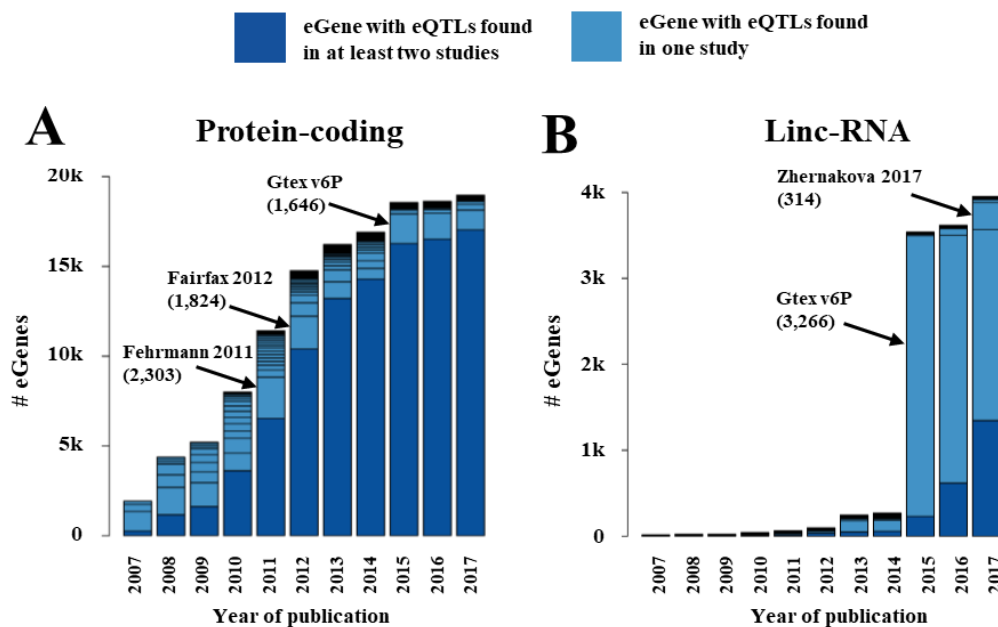 eGene with eQTLs found
in at least two studies
eGene with eQTLs found
in one study
A
Protein-coding
20k
15k
10k
5k
0
# eGenes
Gtex v6P
(1,646)
Fairfax 2012
(1,824)
Fehrmann 2011
(2,303)
2007
2008
2009
2010
2011
2012
2013
2014
2015
2016
2017
Year of publication
B
Linc-RNA
4k
3k
2k
1k
0
# eGenes
Zhernakova 2017
(314)
Gtex v6P
(3,266)
2007
2008
2009
2010
2011
2012
2013
2014
2015
2016
2017
Year of publication